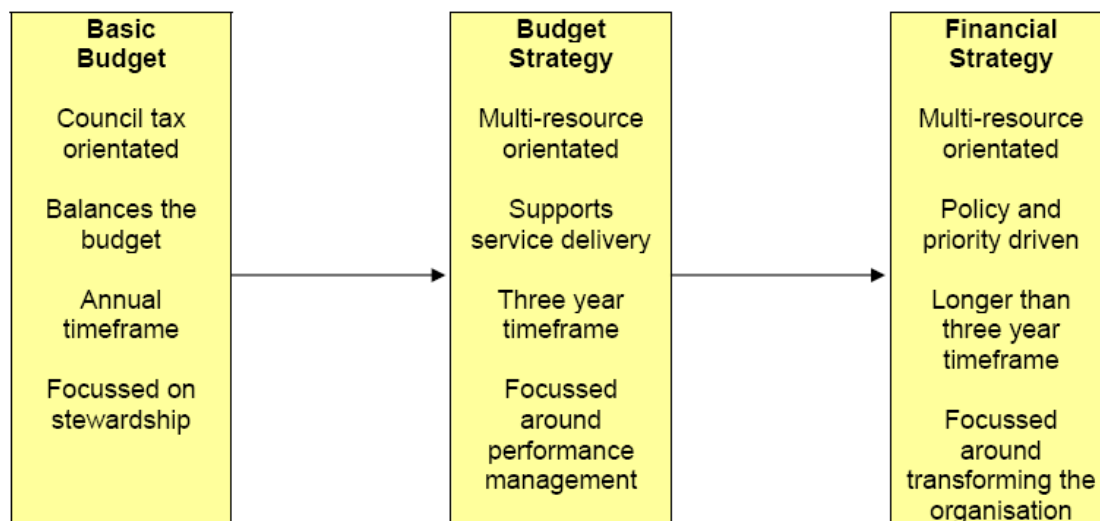 Basic
Budget
Council tax
orientated
Balances the
budget
Annual
timeframe
Focussed on
stewardship
Budget
Strategy
Multi-resource
orientated
Supports
service delivery
Three year
timeframe
Focussed
around
performance
management
Financial
Strategy
Multi-resource
orientated
Policy and
priority driven
Longer than
three year
timeframe
Focussed
around
transforming the
organisation